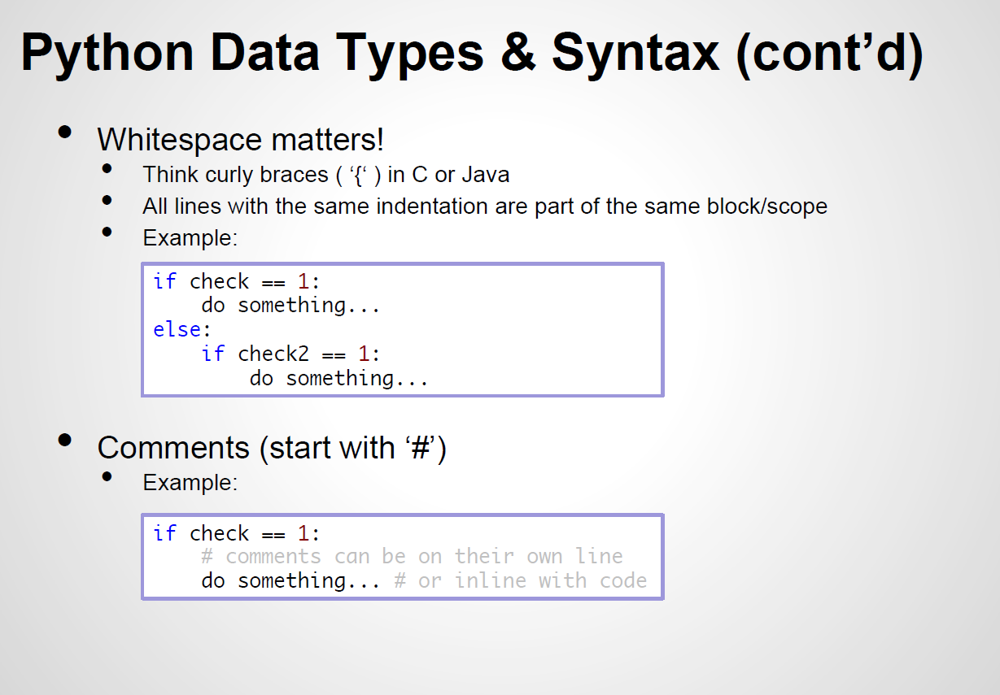 Python Data Types & Syntax (cont’d)
• Whitespace matters!
• Think curly braces ( ‘{‘ ) in C or Java
• All lines with the same indentation are part of the same block/scope
• Example:
if check == 1:
    do something...
else:
    if check2 == 1:
        do something...
• Comments (start with ‘#’)
• Example:
if check == 1:
    # comments can be on their own line
    do something... # or inline with code